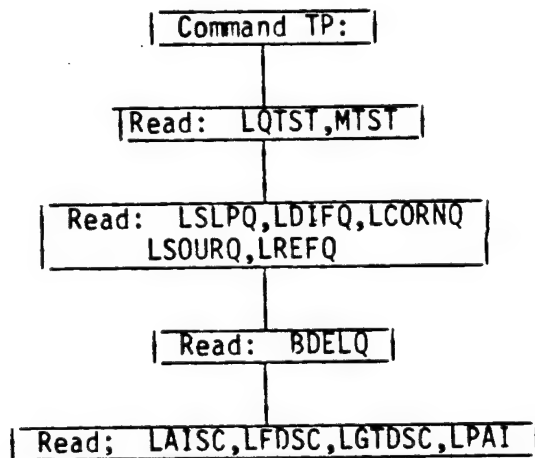 Command TP:
Read: LQTST,MTST
Read: LSLPQ,LDIFQ,LCORNQ
LSOURQ,LREFQ
Read: BDELQ
Read; LAISC,LFDSC,LGTDSC,LPAI